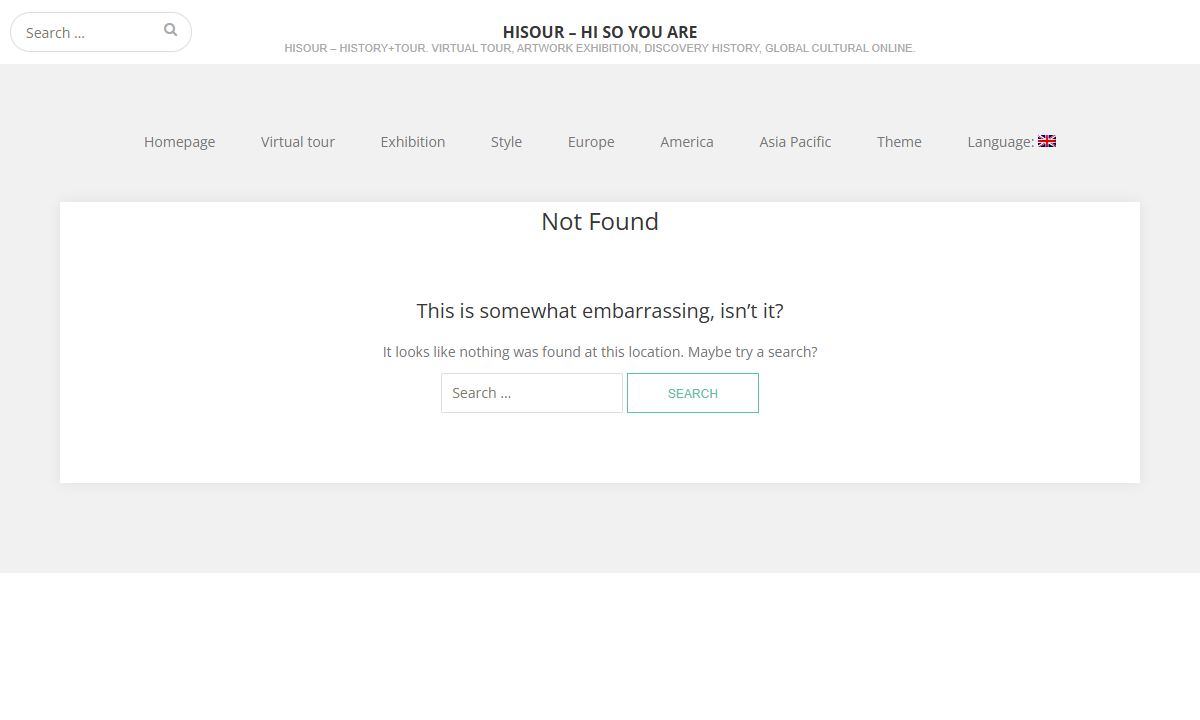 Search …
HISOUR – HI SO YOU ARE
HISOUR – HISTORY+TOUR. VIRTUAL TOUR, ARTWORK EXHIBITION, DISCOVERY HISTORY, GLOBAL CULTURAL ONLINE.
Homepage Virtual tour Exhibition Style Europe America Asia Pacific Theme Language:
Not Found
This is somewhat embarrassing, isn’t it?
It looks like nothing was found at this location. Maybe try a search?
Search … SEARCH